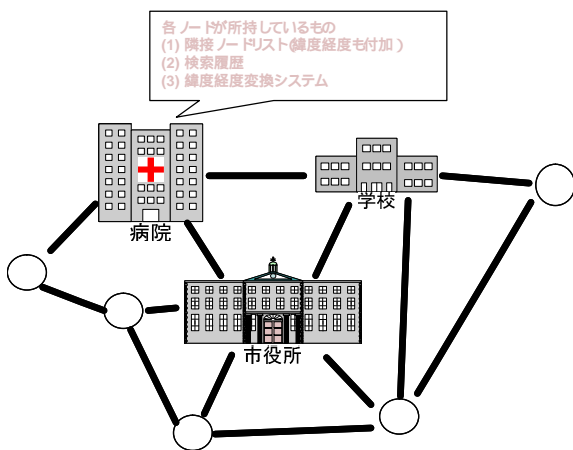 各ノードが所持しているもの
(1) 隣接ノードリスト(緯度経度も付加)
(2) 検索履歴
(3) 緯度経度変換システム
病院
学校
市役所